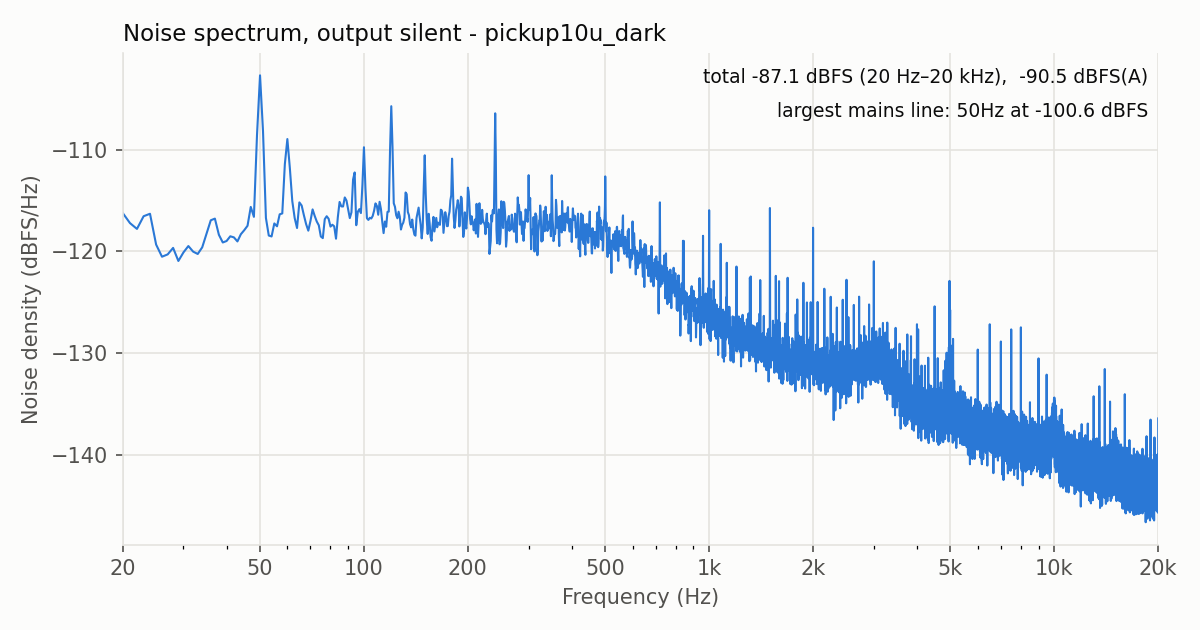 Noise spectrum, output silent - pickup10u_dark
total -87.1 dBFS (20 Hz–20 kHz),  -90.5 dBFS(A)
largest mains line: 50Hz at -100.6 dBFS
Noise density (dBFS/Hz)
−110
−120
−130
−140
20 50 100 200 500 1k 2k 5k 10k 20k
Frequency (Hz)